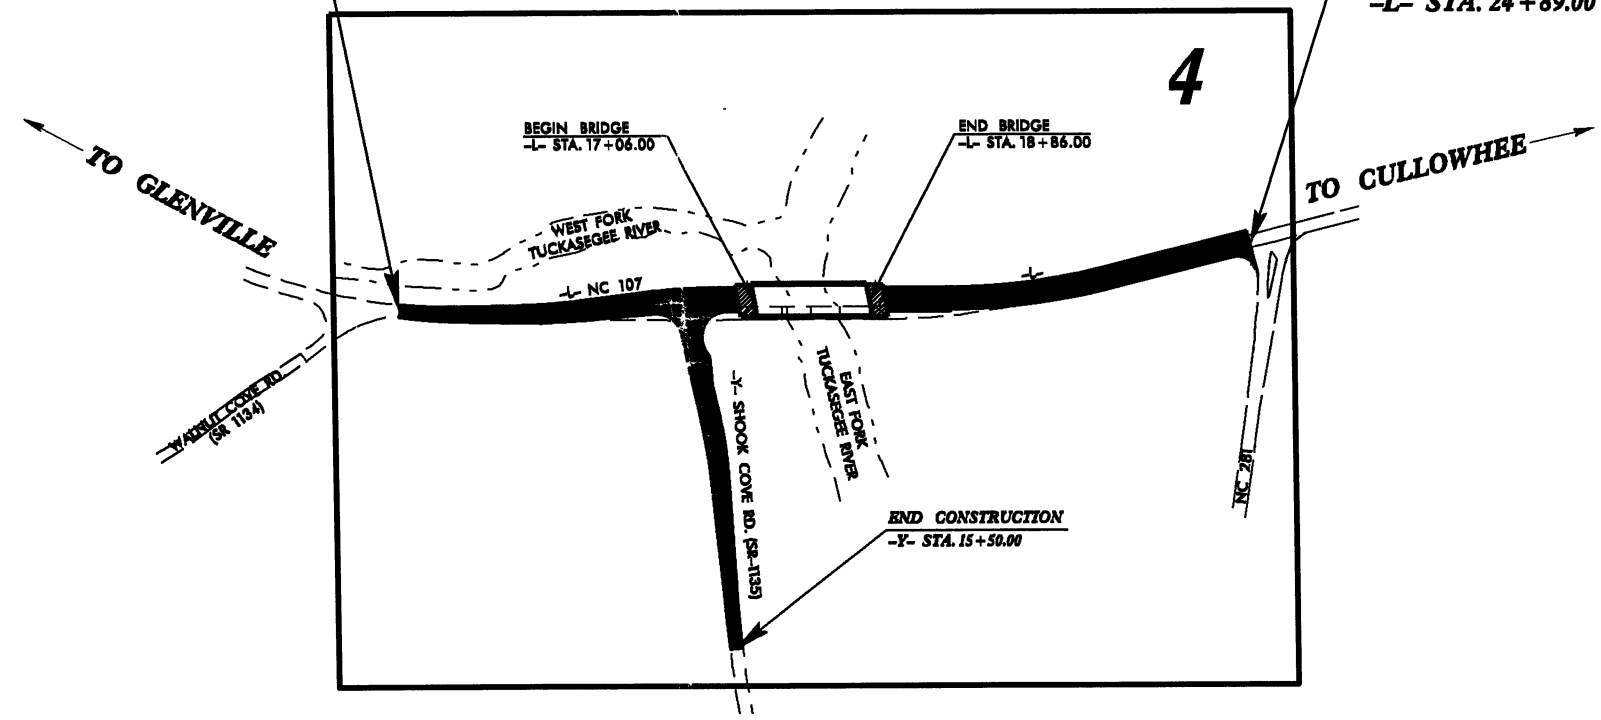 -L- STA. 24+89.00
4
BEGIN BRIDGE
-L- STA. 17+06.00
END BRIDGE
-L- STA. 18+86.00
TO GLENVILLE
TO CULLOWHEE
WEST FORK
TUCKASEGEE RIVER
-L- NC 107
-L-
WALNUT COVE RD.
(SR 1134)
-Y- SHOOK COVE RD. (SR-1135)
EAST FORK
TUCKASEGEE RIVER
NC 281
END CONSTRUCTION
-Y- STA. 15+50.00